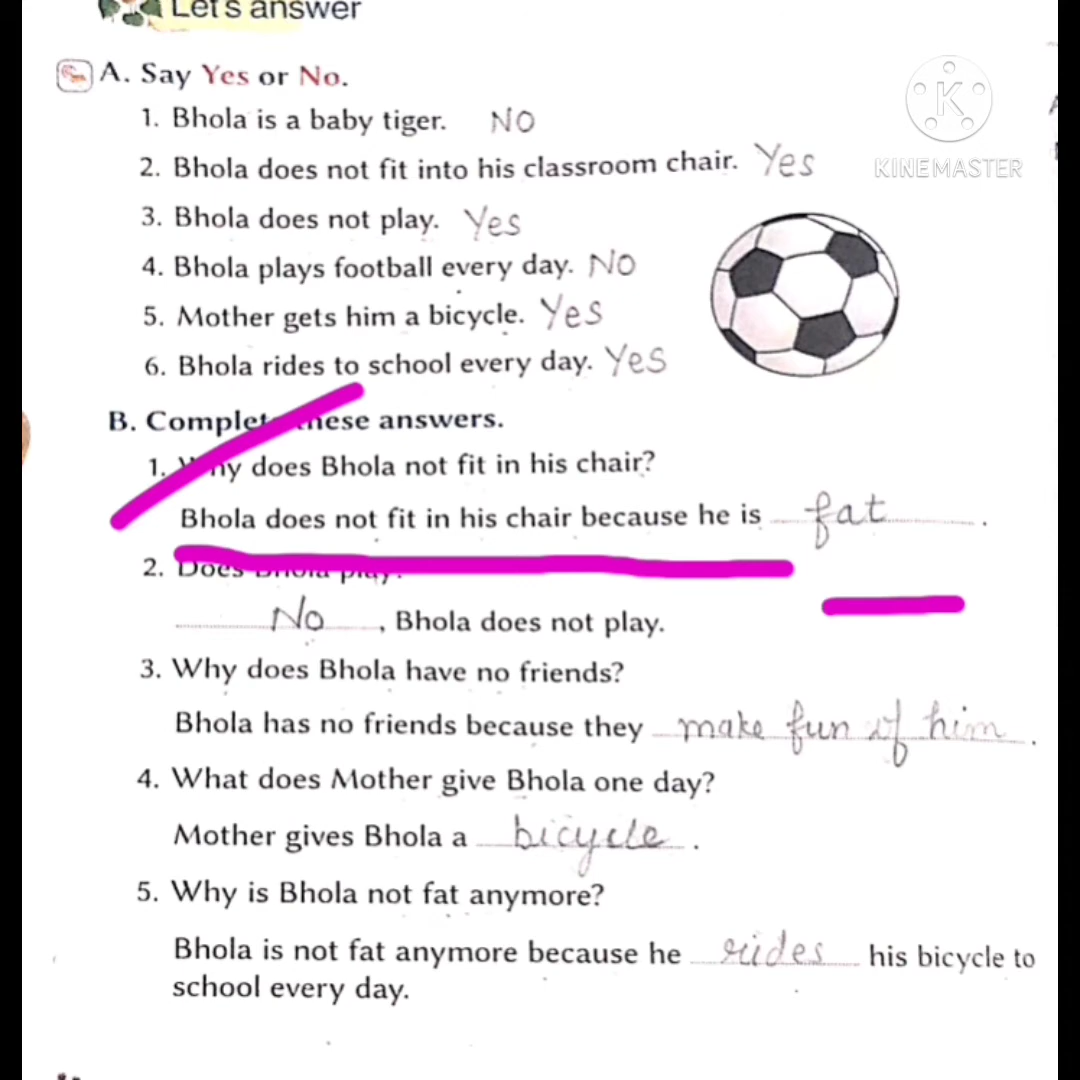 Let's answer
A. Say Yes or No.
KINEMASTER
1. Bhola is a baby tiger. NO
2. Bhola does not fit into his classroom chair. Yes
3. Bhola does not play. Yes
4. Bhola plays football every day. NO
5. Mother gets him a bicycle. Yes
6. Bhola rides to school every day. Yes
B. Complete these answers.
1. Why does Bhola not fit in his chair?
Bhola does not fit in his chair because he is fat.
2. Does Bhola play?
No, Bhola does not play.
3. Why does Bhola have no friends?
Bhola has no friends because they make fun of him.
4. What does Mother give Bhola one day?
Mother gives Bhola a bicycle.
5. Why is Bhola not fat anymore?
Bhola is not fat anymore because he rides his bicycle to
school every day.